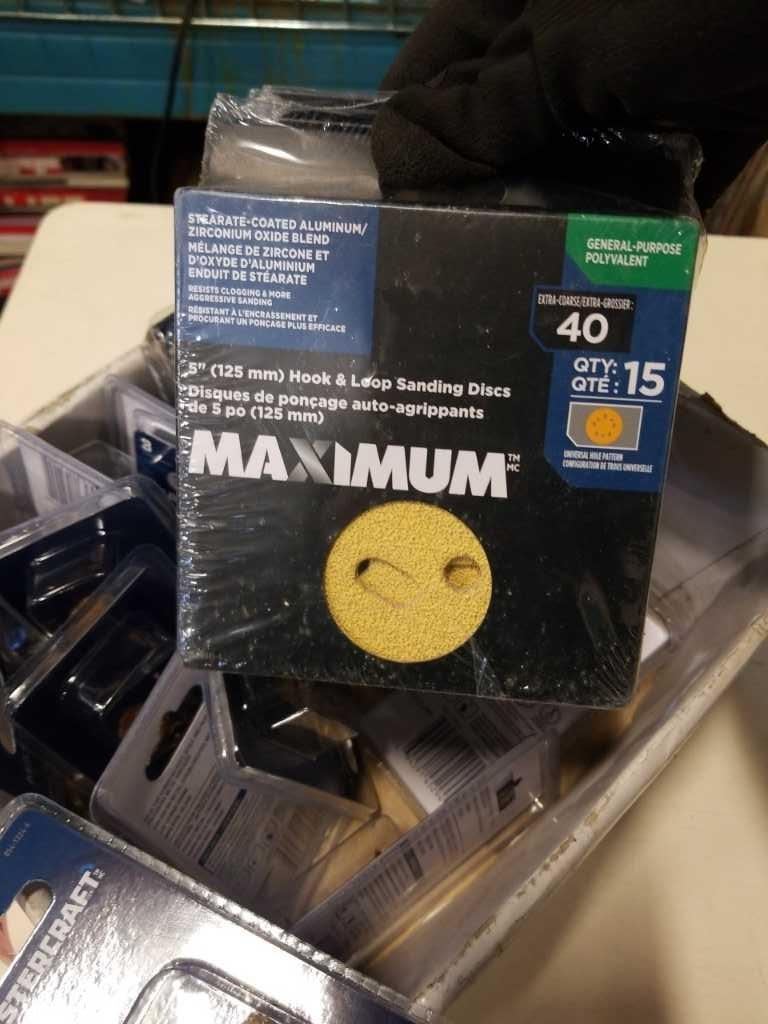 STEARATE-COATED ALUMINUM/
ZIRCONIUM OXIDE BLEND
MÉLANGE DE ZIRCONE ET
D'OXYDE D'ALUMINIUM
ENDUIT DE STÉARATE
RESISTS CLOGGING & MORE
AGGRESSIVE SANDING
RÉSISTANT À L'ENCRASSEMENT ET
PROCURANT UN PONÇAGE PLUS EFFICACE
GENERAL-PURPOSE
POLYVALENT
EXTRA-COARSE/EXTRA-GROSSIER:
40
QTY:
QTÉ : 15
UNIVERSAL HOLE PATTERN
CONFIGURATION DE TROUS UNIVERSELLE
5" (125 mm) Hook & Loop Sanding Discs
Disques de ponçage auto-agrippants
de 5 po (125 mm)
MAXIMUM TM MC
STERCRAFT